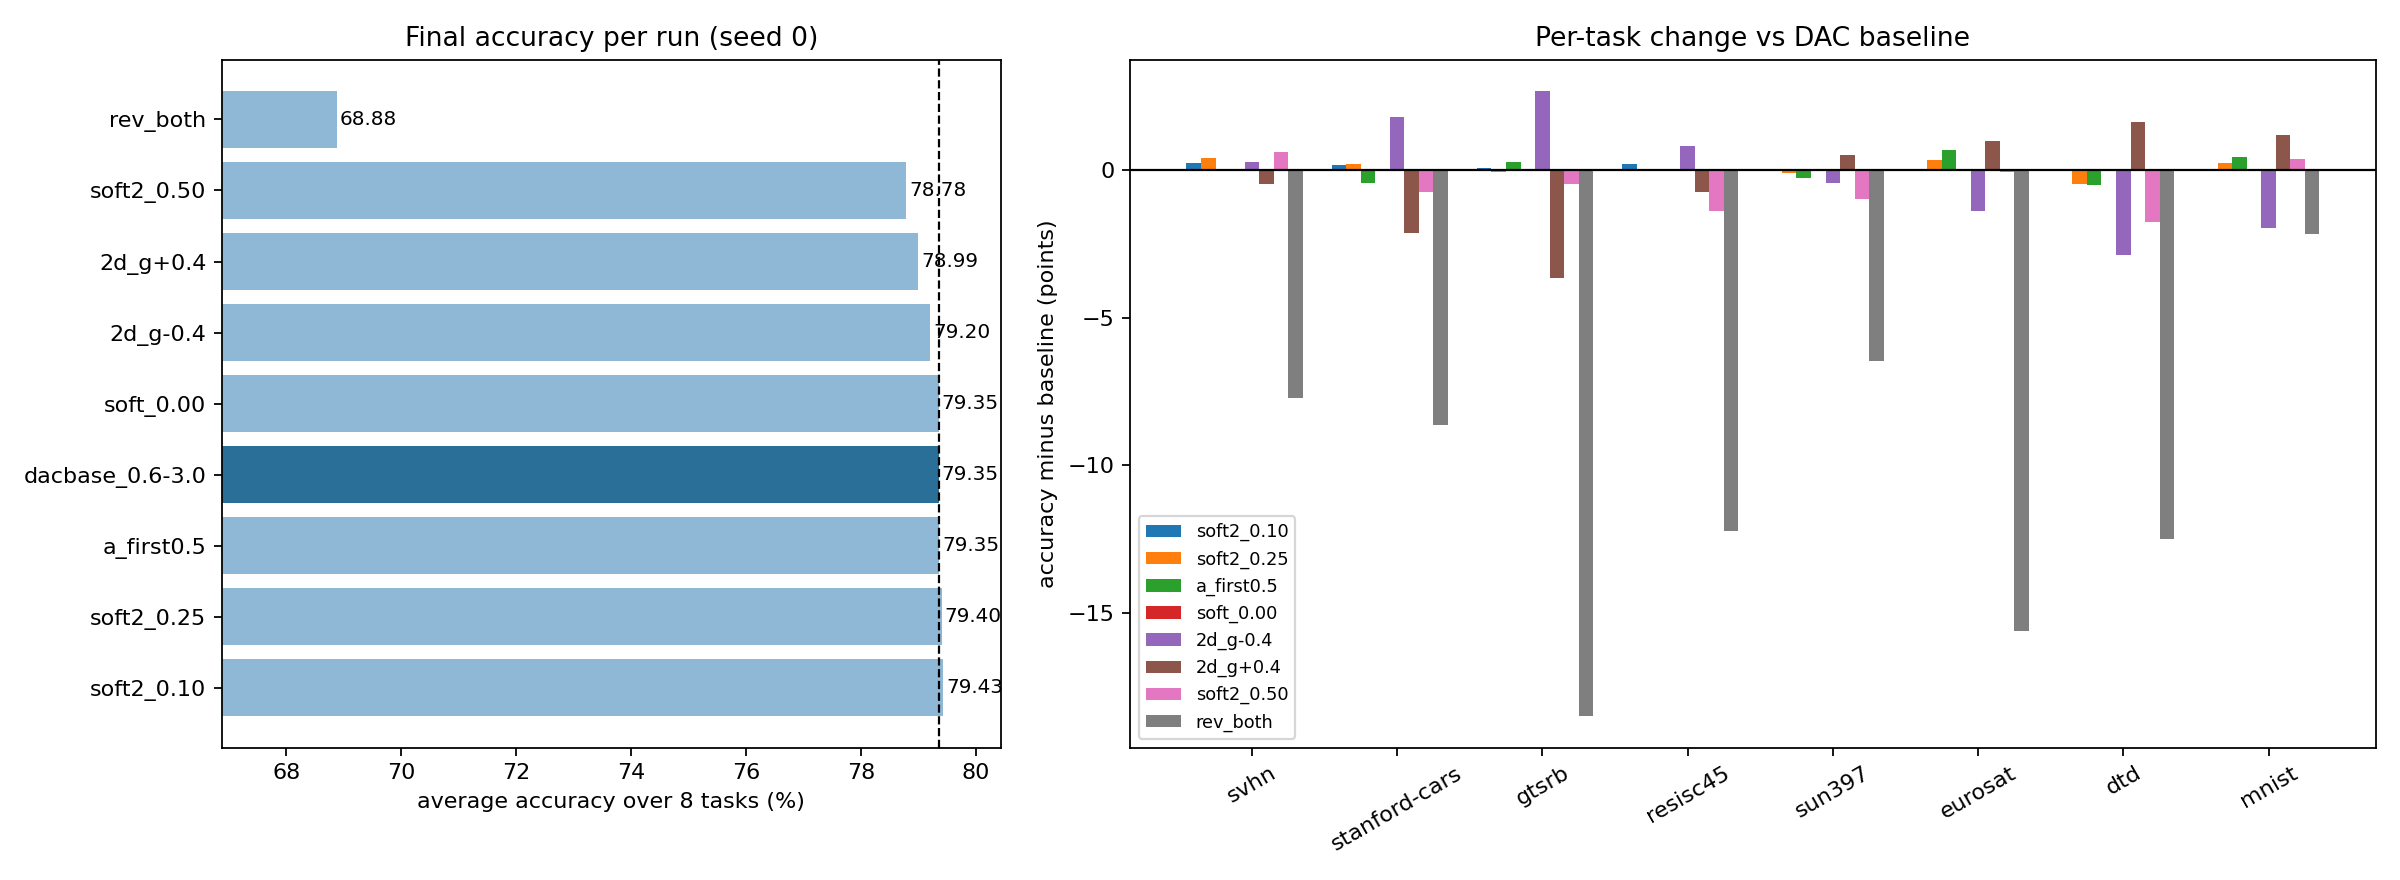 Final accuracy per run (seed 0)
rev_both
68.88
soft2_0.50
78.78
2d_g+0.4
78.99
2d_g-0.4
79.20
soft_0.00
79.35
dacbase_0.6-3.0
79.35
a_first0.5
79.35
soft2_0.25
79.40
soft2_0.10
79.43
68 70 72 74 76 78 80
average accuracy over 8 tasks (%)
Per-task change vs DAC baseline
accuracy minus baseline (points)
0
−5
−10
−15
soft2_0.10
soft2_0.25
a_first0.5
soft_0.00
2d_g-0.4
2d_g+0.4
soft2_0.50
rev_both
svhn
stanford-cars
gtsrb
resisc45
sun397
eurosat
dtd
mnist